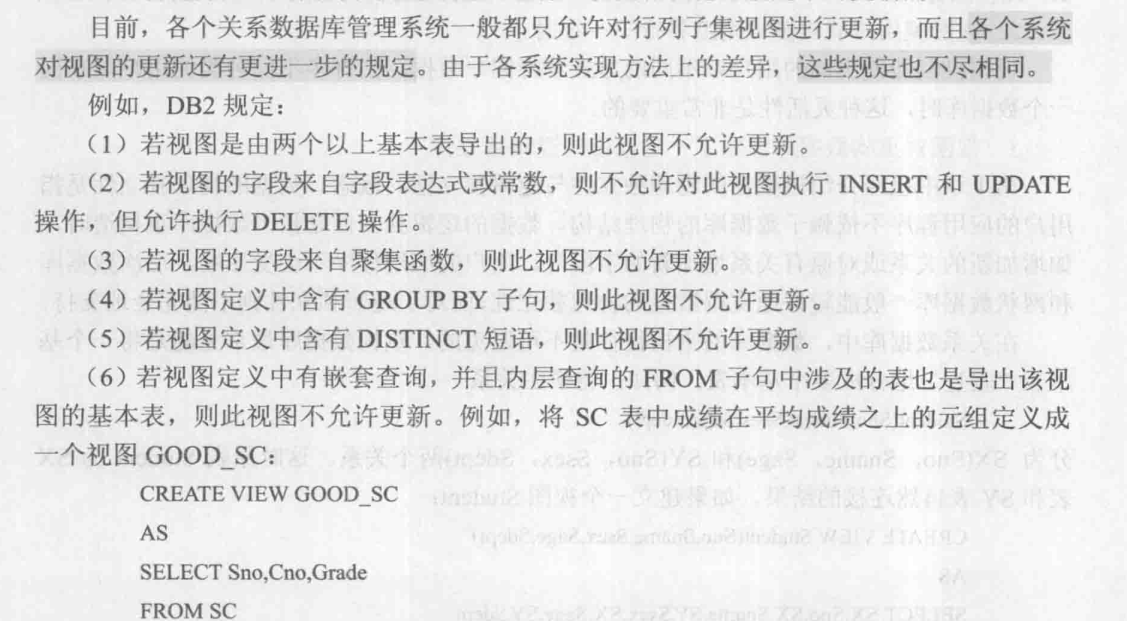 目前，各个关系数据库管理系统一般都只允许对行列子集视图进行更新，而且各个系统
对视图的更新还有更进一步的规定。由于各系统实现方法上的差异，这些规定也不尽相同。
例如，DB2 规定：
（1）若视图是由两个以上基本表导出的，则此视图不允许更新。
（2）若视图的字段来自字段表达式或常数，则不允许对此视图执行 INSERT 和 UPDATE
操作，但允许执行 DELETE 操作。
（3）若视图的字段来自聚集函数，则此视图不允许更新。
（4）若视图定义中含有 GROUP BY 子句，则此视图不允许更新。
（5）若视图定义中含有 DISTINCT 短语，则此视图不允许更新。
（6）若视图定义中有嵌套查询，并且内层查询的 FROM 子句中涉及的表也是导出该视
图的基本表，则此视图不允许更新。例如，将 SC 表中成绩在平均成绩之上的元组定义成
一个视图 GOOD_SC：
CREATE VIEW GOOD_SC
AS
SELECT Sno,Cno,Grade
FROM SC